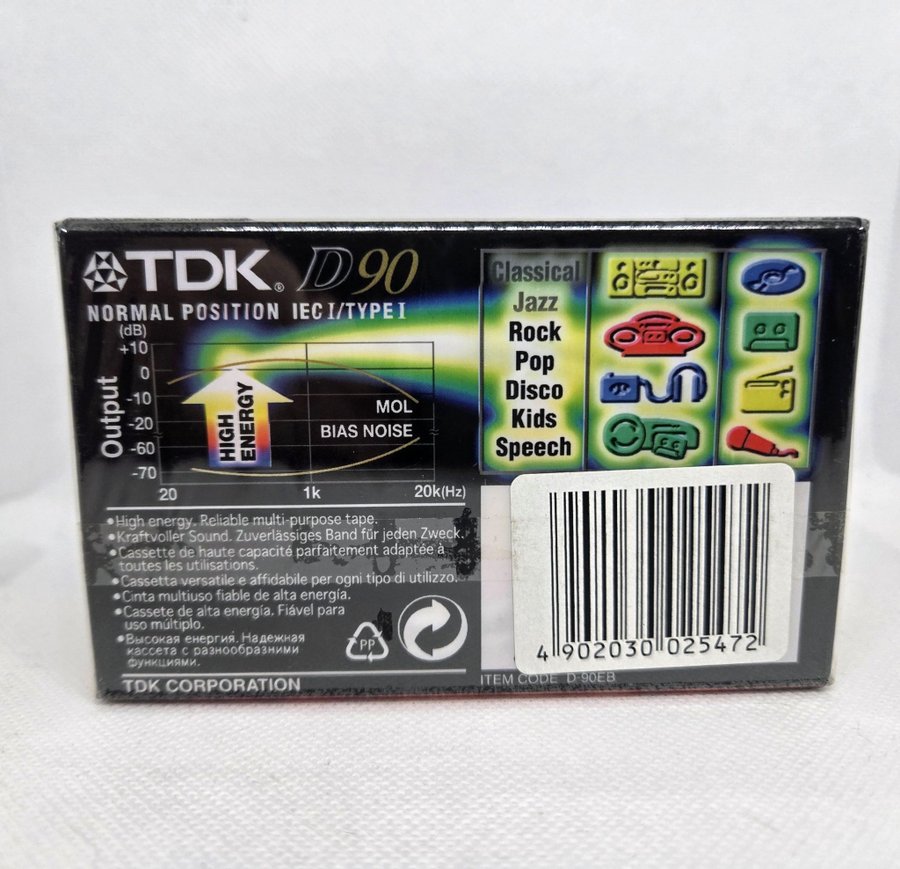 TDK® D90
NORMAL POSITION IEC I/TYPE I
(dB)
+10
0
-10
-20
-60
-70
Output
HIGH ENERGY
MOL
BIAS NOISE
20 1k 20k(Hz)
Classical
Jazz
Rock
Pop
Disco
Kids
Speech
•High energy. Reliable multi-purpose tape.
•Kraftvoller Sound. Zuverlässiges Band für jeden Zweck.
•Cassette de haute capacité parfaitement adaptée à
toutes les utilisations.
•Cassetta versatile e affidabile per ogni tipo di utilizzo.
•Cinta multiuso fiable de alta energía.
•Cassete de alta energía. Fiável para
uso múltiplo.
•Высокая енергия. Надежная
кассета с разнообразными
функциями.
PP
TDK CORPORATION
4 902030 025472
ITEM CODE D-90EB